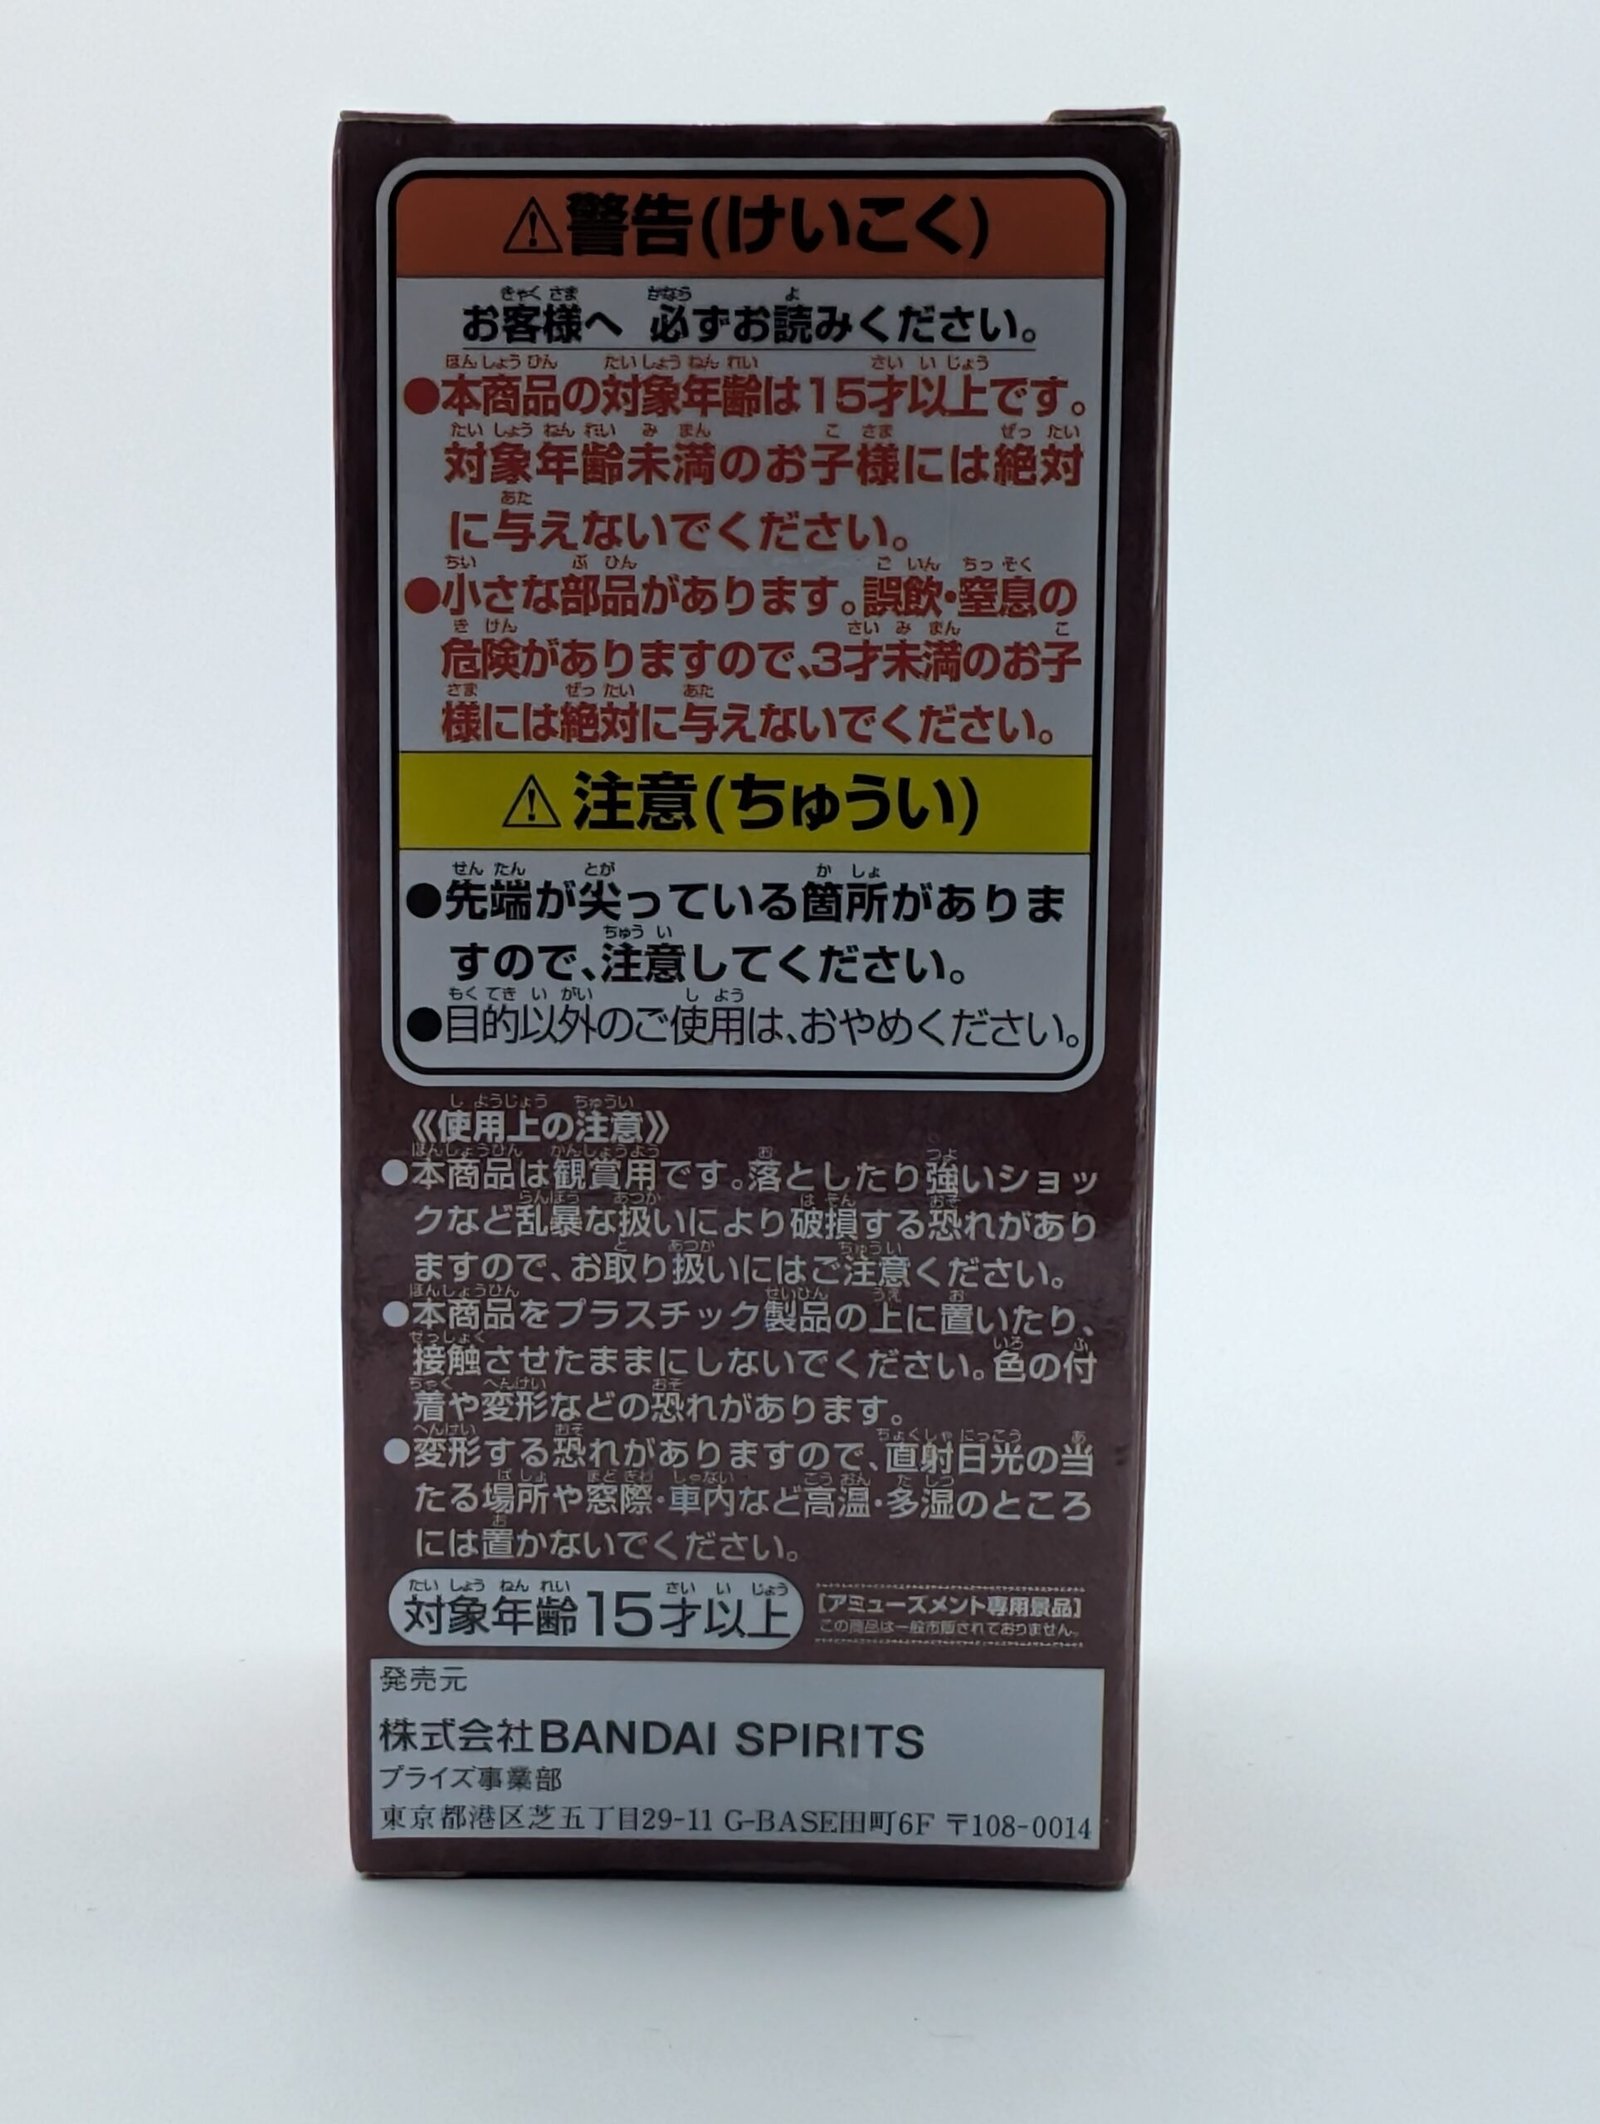 ⚠警告(けいこく)
お客様へ 必ずお読みください。
●本商品の対象年齢は15才以上です。
対象年齢未満のお子様には絶対
に与えないでください。
●小さな部品があります。誤飲・窒息の
危険がありますので、3才未満のお子
様には絶対に与えないでください。
⚠注意(ちゅうい)
●先端が尖っている箇所がありま
すので、注意してください。
●目的以外のご使用は、おやめください。
《使用上の注意》
●本商品は観賞用です。落としたり強いショッ
クなど乱暴な扱いにより破損する恐れがあり
ますので、お取り扱いにはご注意ください。
●本商品をプラスチック製品の上に置いたり、
接触させたままにしないでください。色の付
着や変形などの恐れがあります。
●変形する恐れがありますので、直射日光の当
たる場所や窓際・車内など高温・多湿のところ
には置かないでください。
対象年齢15才以上
[アミューズメント専用景品]
この商品は一般市販されておりません。
発売元
株式会社BANDAI SPIRITS
プライズ事業部
東京都港区芝五丁目29-11 G-BASE田町6F 〒108-0014